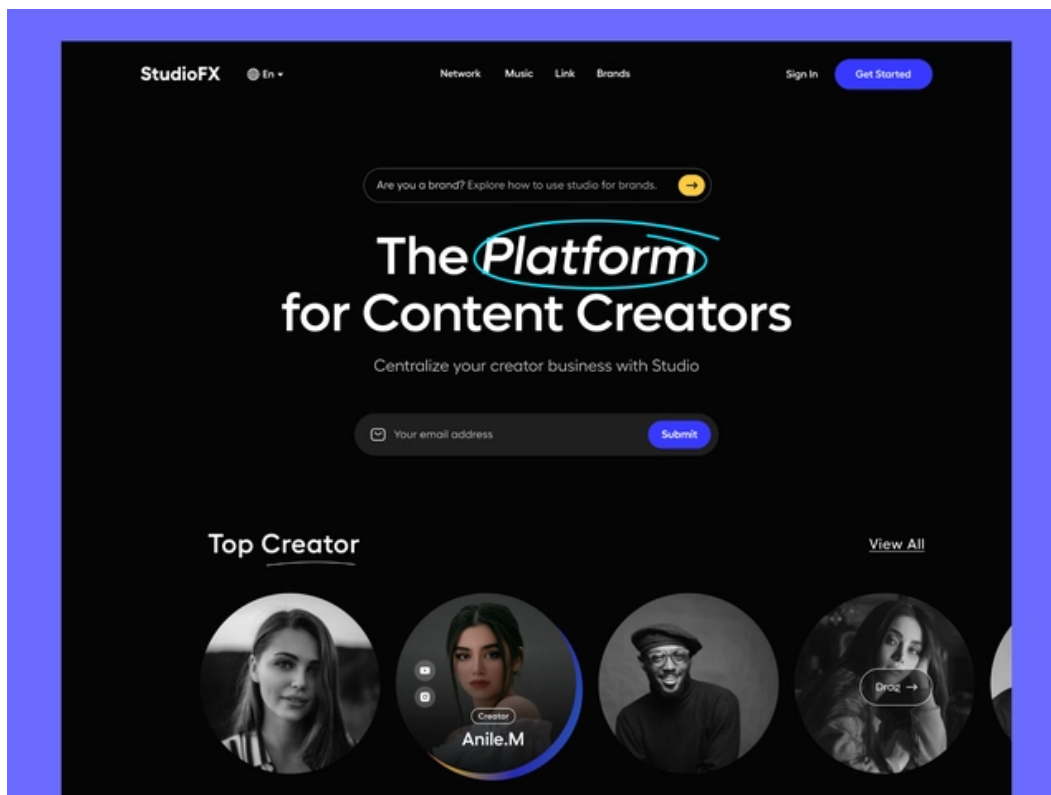 StudioFX En Network Music Link Brands Sign In Get Started
Are you a brand? Explore how to use studio for brands.
The Platform
for Content Creators
Centralize your creator business with Studio
Your email address Submit
Top Creator View All
Drag
Creator
Anile.M